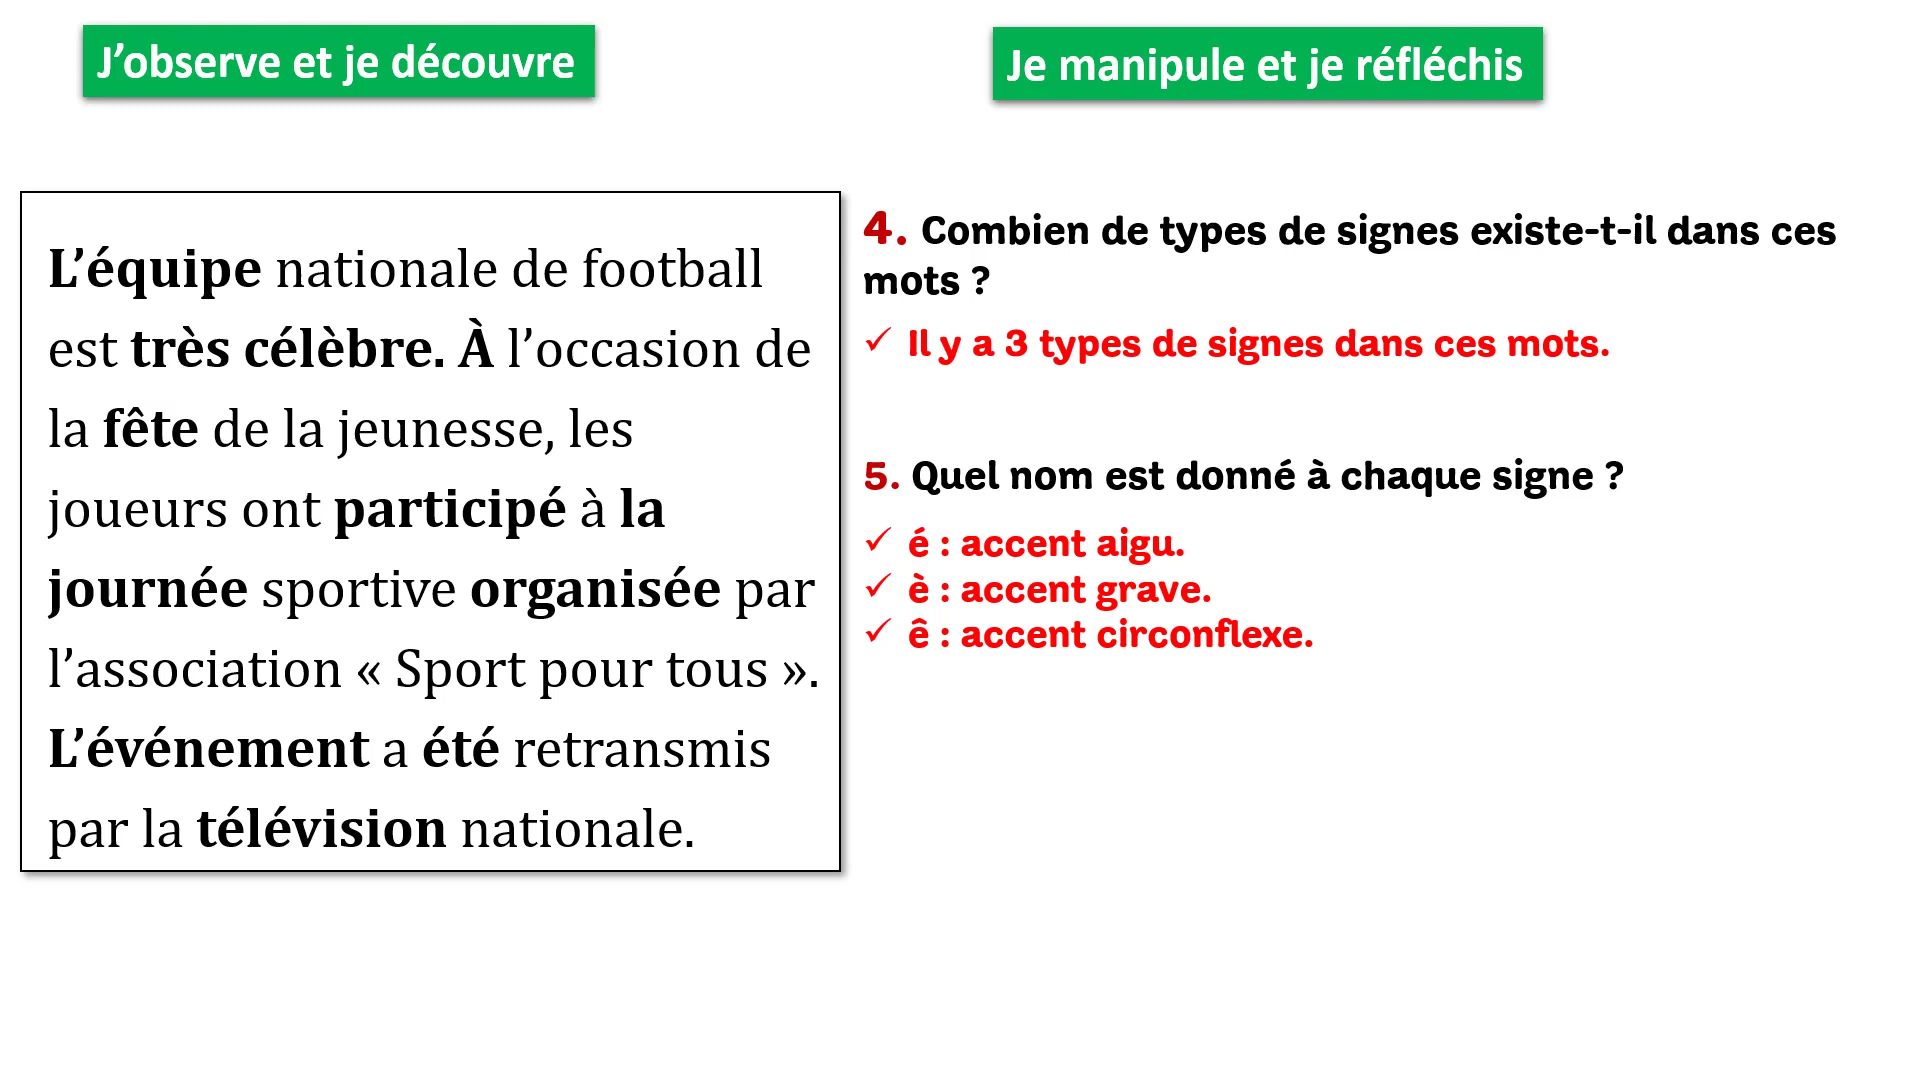 J’observe et je découvre
Je manipule et je réfléchis
L’équipe nationale de football
est très célèbre. À l’occasion de
la fête de la jeunesse, les
joueurs ont participé à la
journée sportive organisée par
l’association « Sport pour tous ».
L’événement a été retransmis
par la télévision nationale.
4. Combien de types de signes existe-t-il dans ces
mots ?
✓ Il y a 3 types de signes dans ces mots.
5. Quel nom est donné à chaque signe ?
✓ é : accent aigu.
✓ è : accent grave.
✓ ê : accent circonflexe.